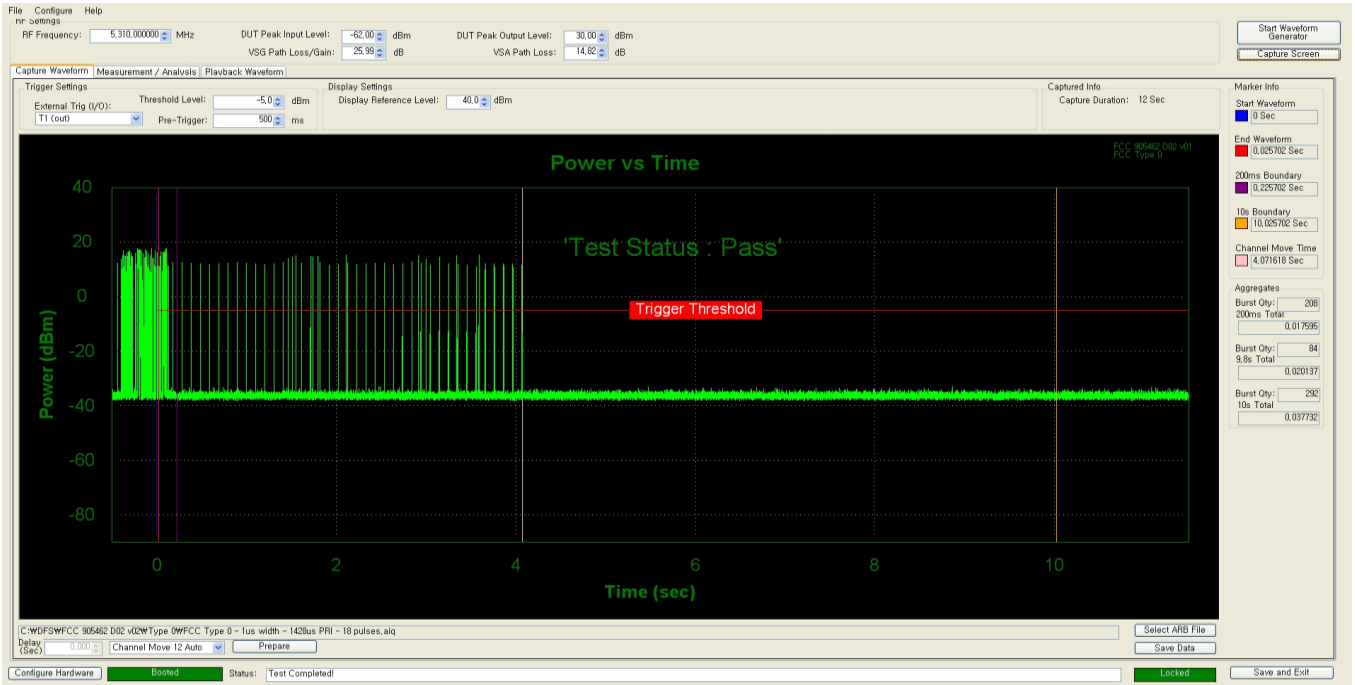 File Configure Help
RF Settings
RF Frequency: 5,310,000000 MHz DUT Peak Input Level: -62,00 dBm DUT Peak Output Level: 30,00 dBm
VSG Path Loss/Gain: 25,99 dB VSA Path Loss: 14,82 dB
Start Waveform
Generator
Capture Screen
Capture Waveform Measurement / Analysis Playback Waveform
Trigger Settings
External Trig (I/O): Threshold Level: -5,0 dBm
T1 (out) Pre-Trigger: 500 ms
Display Settings
Display Reference Level: 40,0 dBm
Captured Info
Capture Duration: 12 Sec
Marker Info
Start Waveform
0 Sec
End Waveform
0,025702 Sec
200ms Boundary
0,225702 Sec
10s Boundary
10,025702 Sec
Channel Move Time
4,071618 Sec
Aggregates
Burst Qty: 208
200ms Total
0,017595
Burst Qty: 84
9,8s Total
0,020137
Burst Qty: 292
10s Total
0,037732
FCC 905462 D02 v01
FCC Type 0
Power vs Time
'Test Status : Pass'
Trigger Threshold
Power (dBm)
40
20
0
-20
-40
-60
-80
0 2 4 6 8 10
Time (sec)
C:₩DFS₩FCC 905462 D02 v02₩Type 0₩FCC Type 0 - 1us width - 1428us PRI - 18 pulses,aiq
Select ARB File
Delay
(Sec) 0,000 Channel Move 12 Auto Prepare
Save Data
Configure Hardware Booted Status: Test Completed! Locked Save and Exit